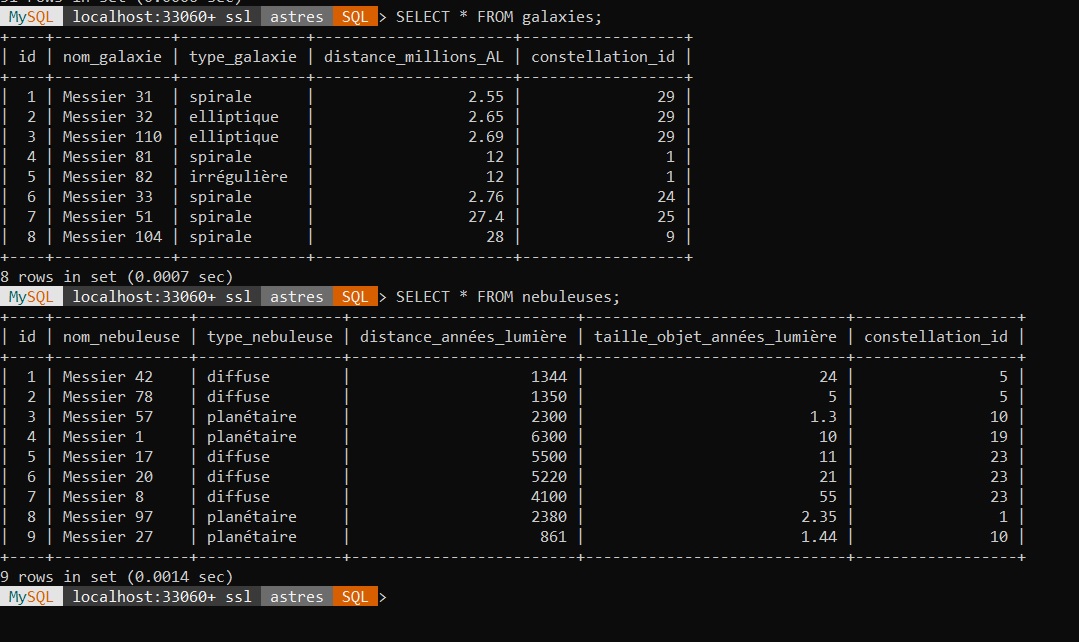 MySQL localhost:33060+ ssl astres SQL > SELECT * FROM galaxies;
+----+--------------+--------------+----------------------+------------------+
| id | nom_galaxie | type_galaxie | distance_millions_AL | constellation_id |
+----+--------------+--------------+----------------------+------------------+
| 1 | Messier 31 | spirale | 2.55 | 29 |
| 2 | Messier 32 | elliptique | 2.65 | 29 |
| 3 | Messier 110 | elliptique | 2.69 | 29 |
| 4 | Messier 81 | spirale | 12 | 1 |
| 5 | Messier 82 | irrégulière | 12 | 1 |
| 6 | Messier 33 | spirale | 2.76 | 24 |
| 7 | Messier 51 | spirale | 27.4 | 25 |
| 8 | Messier 104 | spirale | 28 | 9 |
+----+--------------+--------------+----------------------+------------------+
8 rows in set (0.0007 sec)
MySQL localhost:33060+ ssl astres SQL > SELECT * FROM nebuleuses;
+----+---------------+----------------+-------------------------+-----------------------------+------------------+
| id | nom_nebuleuse | type_nebuleuse | distance_années_lumière | taille_objet_années_lumière | constellation_id |
+----+---------------+----------------+-------------------------+-----------------------------+------------------+
| 1 | Messier 42 | diffuse | 1344 | 24 | 5 |
| 2 | Messier 78 | diffuse | 1350 | 5 | 5 |
| 3 | Messier 57 | planétaire | 2300 | 1.3 | 10 |
| 4 | Messier 1 | planétaire | 6300 | 10 | 19 |
| 5 | Messier 17 | diffuse | 5500 | 11 | 23 |
| 6 | Messier 20 | diffuse | 5220 | 21 | 23 |
| 7 | Messier 8 | diffuse | 4100 | 55 | 23 |
| 8 | Messier 97 | planétaire | 2380 | 2.35 | 1 |
| 9 | Messier 27 | planétaire | 861 | 1.44 | 10 |
+----+---------------+----------------+-------------------------+-----------------------------+------------------+
9 rows in set (0.0014 sec)
MySQL localhost:33060+ ssl astres SQL >